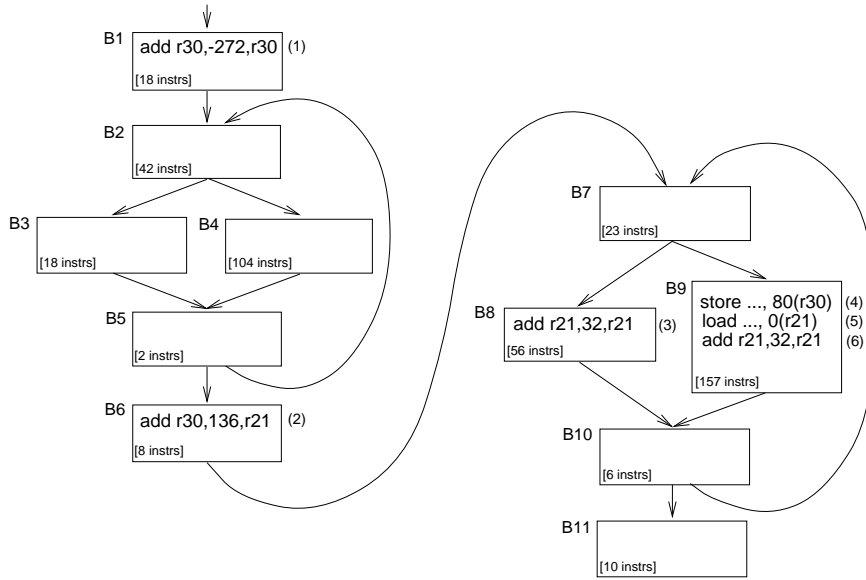 B1
add r30,-272,r30 (1)
[18 instrs]
B2
[42 instrs]
B3
[18 instrs]
B4
[104 instrs]
B5
[2 instrs]
B6
add r30,136,r21 (2)
[8 instrs]
B7
[23 instrs]
B8
add r21,32,r21 (3)
[56 instrs]
B9
store ..., 80(r30) (4)
load ..., 0(r21) (5)
add r21,32,r21 (6)
[157 instrs]
B10
[6 instrs]
B11
[10 instrs]